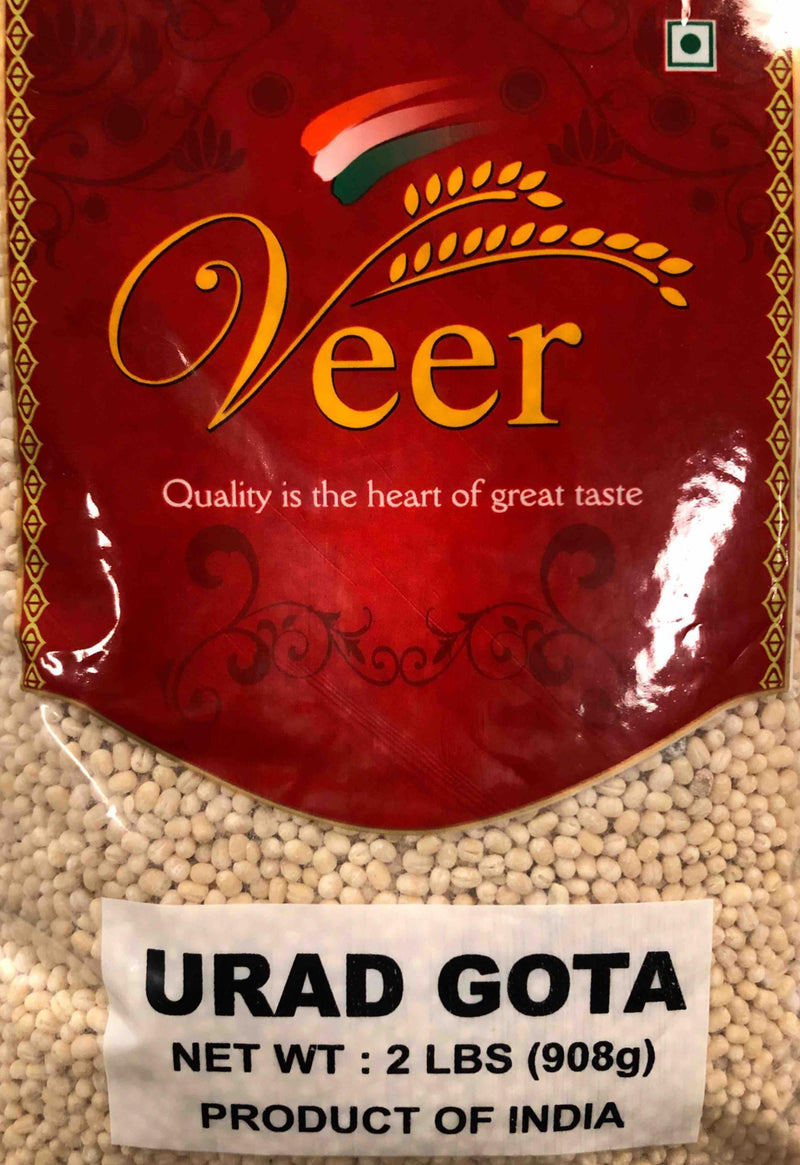 Veer
Quality is the heart of great taste
URAD GOTA
NET WT : 2 LBS (908g)
PRODUCT OF INDIA